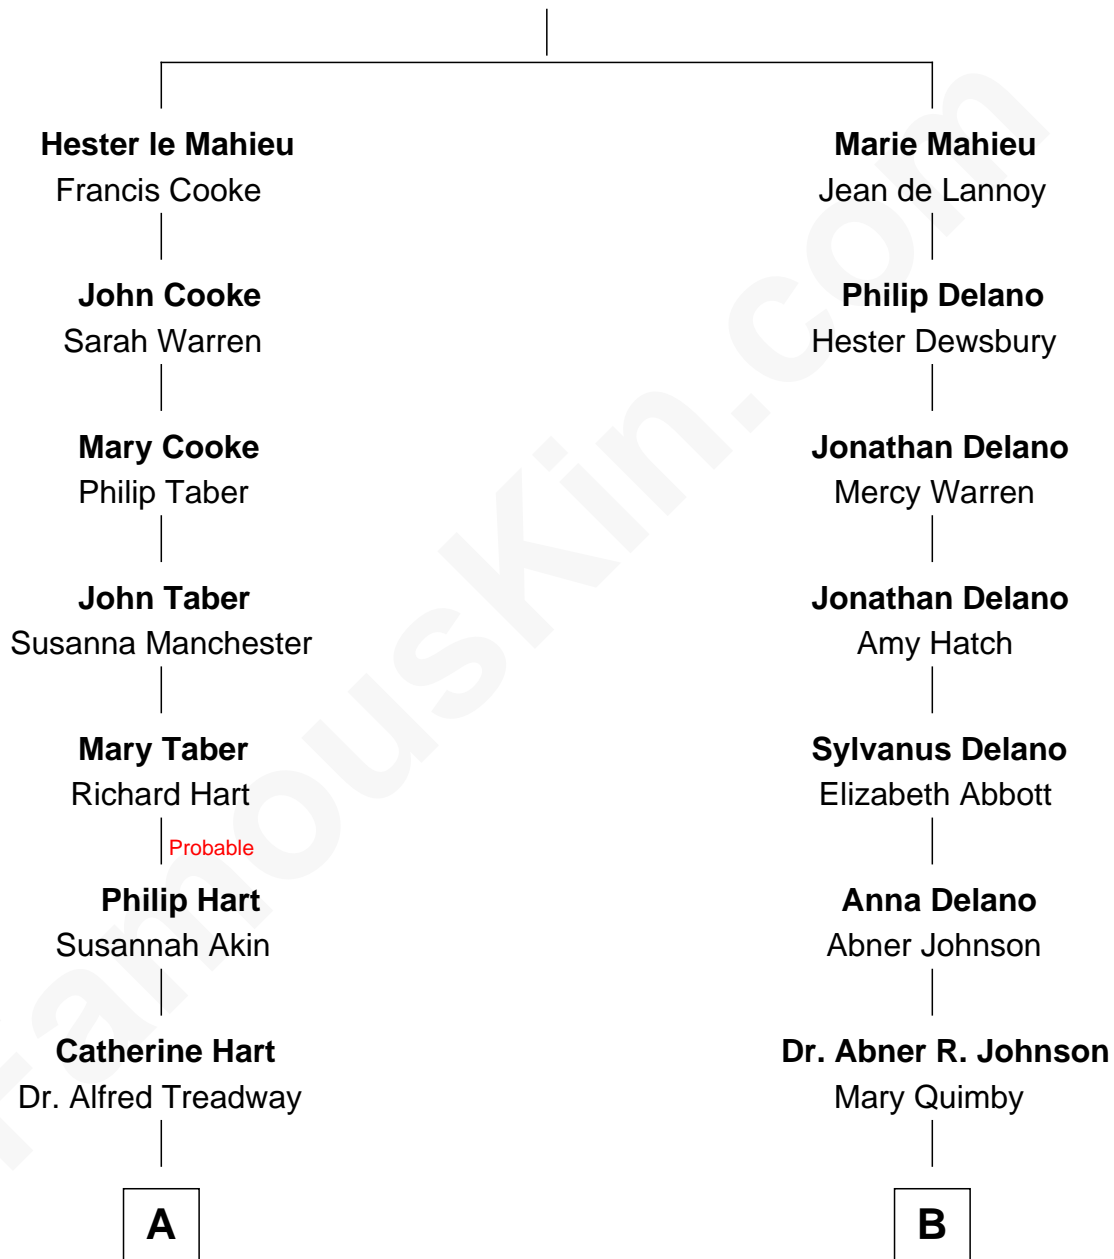 Hester le Mahieu
Francis Cooke
Marie Mahieu
Jean de Lannoy
John Cooke
Sarah Warren
Philip Delano
Hester Dewsbury
Mary Cooke
Philip Taber
Jonathan Delano
Mercy Warren
John Taber
Susanna Manchester
Jonathan Delano
Amy Hatch
Mary Taber
Richard Hart
Sylvanus Delano
Elizabeth Abbott
Probable
Philip Hart
Susannah Akin
Anna Delano
Abner Johnson
Catherine Hart
Dr. Alfred Treadway
Dr. Abner R. Johnson
Mary Quimby
A
B
FamousKin.com